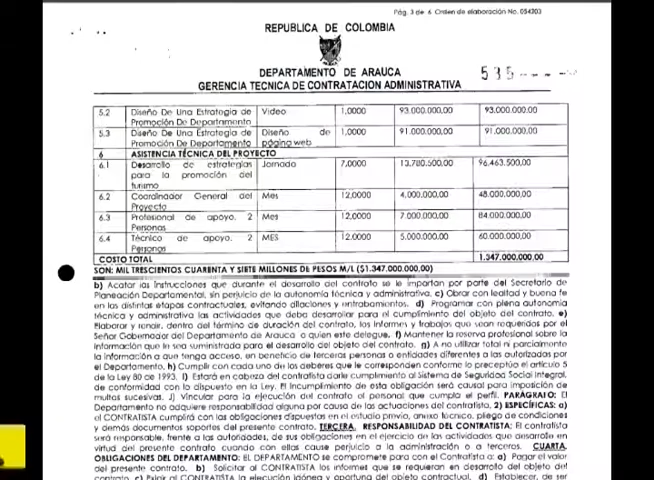 Pág. 3 de 6 Orden de elaboración No. 054203
REPUBLICA DE COLOMBIA
DEPARTAMENTO DE ARAUCA
GERENCIA TECNICA DE CONTRATACION ADMINISTRATIVA
535
5.2 Diseño De Una Estrategia de Promoción De Departamento Video 1,0000 93.000.000,00 93.000.000,00
5.3 Diseño De Una Estrategia de Promoción De Departamento Diseño de página web 1,0000 91.000.000,00 91.000.000,00
6 ASISTENCIA TÉCNICA DEL PROYECTO
6.1 Desarrollo de estrategias para la promoción del turismo Jornada 7,0000 13.780.500,00 96.463.500,00
6.2 Coordinador General del Proyecto Mes 12,0000 4.000.000,00 48.000.000,00
6.3 Profesional de apoyo. 2 Personas Mes 12,0000 7.000.000,00 84.000.000,00
6.4 Técnico de apoyo. 2 Personas MES 12,0000 5.000.000,00 60.000.000,00
COSTO TOTAL 1.347.000.000,00
SON: MIL TRESCIENTOS CUARENTA Y SIETE MILLONES DE PESOS M/L ($1.347.000.000,00)
b) Acatar las instrucciones que durante el desarrollo del contrato se le impartan por parte del Secretario de
Planeación Departamental, sin perjuicio de la autonomía técnica y administrativa. c) Obrar con lealtad y buena fe
en las distintas etapas contractuales, evitando dilaciones y entrabamientos. d) Programar con plena autonomía
técnica y administrativa las actividades que deba desarrollar para el cumplimiento del objeto del contrato. e)
Elaborar y rendir, dentro del término de duración del contrato, los informes y trabajos que sean requeridos por el
Señor Gobernador del Departamento de Arauca o quien este delegue. f) Mantener la reserva profesional sobre la
información que le sea suministrada para el desarrollo del objeto del contrato. g) A no utilizar total ni parcialmente
la información a que tenga acceso, en beneficio de terceras personas o entidades diferentes a las autorizadas por
el Departamento. h) Cumplir con cada uno de los deberes que le corresponden conforme lo preceptúa el artículo 5
de la Ley 80 de 1993. I) Estará en cabeza del contratista darle cumplimiento al Sistema de Seguridad Social Integral,
de conformidad con lo dispuesto en la Ley. El incumplimiento de esta obligación será causal para imposición de
multas sucesivas. J) Vincular para la ejecución del contrato al personal que cumpla el perfil. PARÁGRAFO: El
Departamento no adquiere responsabilidad alguna por causa de las actuaciones del contratista. 2) ESPECÍFICAS: a)
el CONTRATISTA cumplirá con las obligaciones dispuestas en el estudio previo, anexo técnico, pliego de condiciones
y demás documentos soportes del presente contrato. TERCERA. RESPONSABILIDAD DEL CONTRATISTA: El contratista
será responsable, frente a las autoridades, de sus obligaciones en el ejercicio de las actividades que desarrolle en
virtud del presente contrato cuando con ellas cause perjuicio a la administración o a terceros. CUARTA.
OBLIGACIONES DEL DEPARTAMENTO: EL DEPARTAMENTO se compromete para con el Contratista a: a) Pagar el valor
del presente contrato. b) Solicitar al CONTRATISTA los informes que se requieran en desarrollo del objeto del
contrato. c) Exigir al CONTRATISTA la ejecución idónea y oportuna del objeto contractual. d) Establecer, de ser